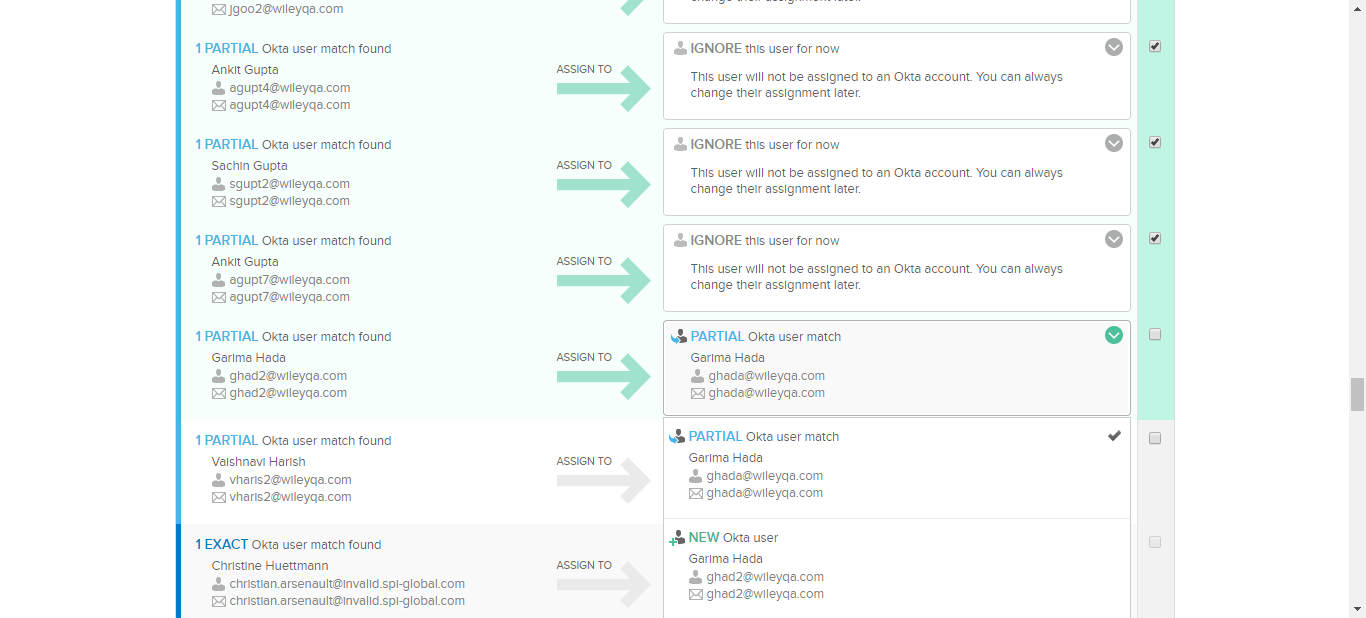 jgoo2@wileyqa.com
change their assignment later.
1 PARTIAL Okta user match found
Ankit Gupta
agupt4@wileyqa.com
agupt4@wileyqa.com
ASSIGN TO
IGNORE this user for now
This user will not be assigned to an Okta account. You can always
change their assignment later.
1 PARTIAL Okta user match found
Sachin Gupta
sgupt2@wileyqa.com
sgupt2@wileyqa.com
ASSIGN TO
IGNORE this user for now
This user will not be assigned to an Okta account. You can always
change their assignment later.
1 PARTIAL Okta user match found
Ankit Gupta
agupt7@wileyqa.com
agupt7@wileyqa.com
ASSIGN TO
IGNORE this user for now
This user will not be assigned to an Okta account. You can always
change their assignment later.
1 PARTIAL Okta user match found
Garima Hada
ghad2@wileyqa.com
ghad2@wileyqa.com
ASSIGN TO
PARTIAL Okta user match
Garima Hada
ghada@wileyqa.com
ghada@wileyqa.com
1 PARTIAL Okta user match found
Vaishnavi Harish
vharis2@wileyqa.com
vharis2@wileyqa.com
ASSIGN TO
PARTIAL Okta user match
Garima Hada
ghada@wileyqa.com
ghada@wileyqa.com
1 EXACT Okta user match found
Christine Huettmann
christian.arsenault@invalid.spi-global.com
christian.arsenault@invalid.spi-global.com
ASSIGN TO
NEW Okta user
Garima Hada
ghad2@wileyqa.com
ghad2@wileyqa.com